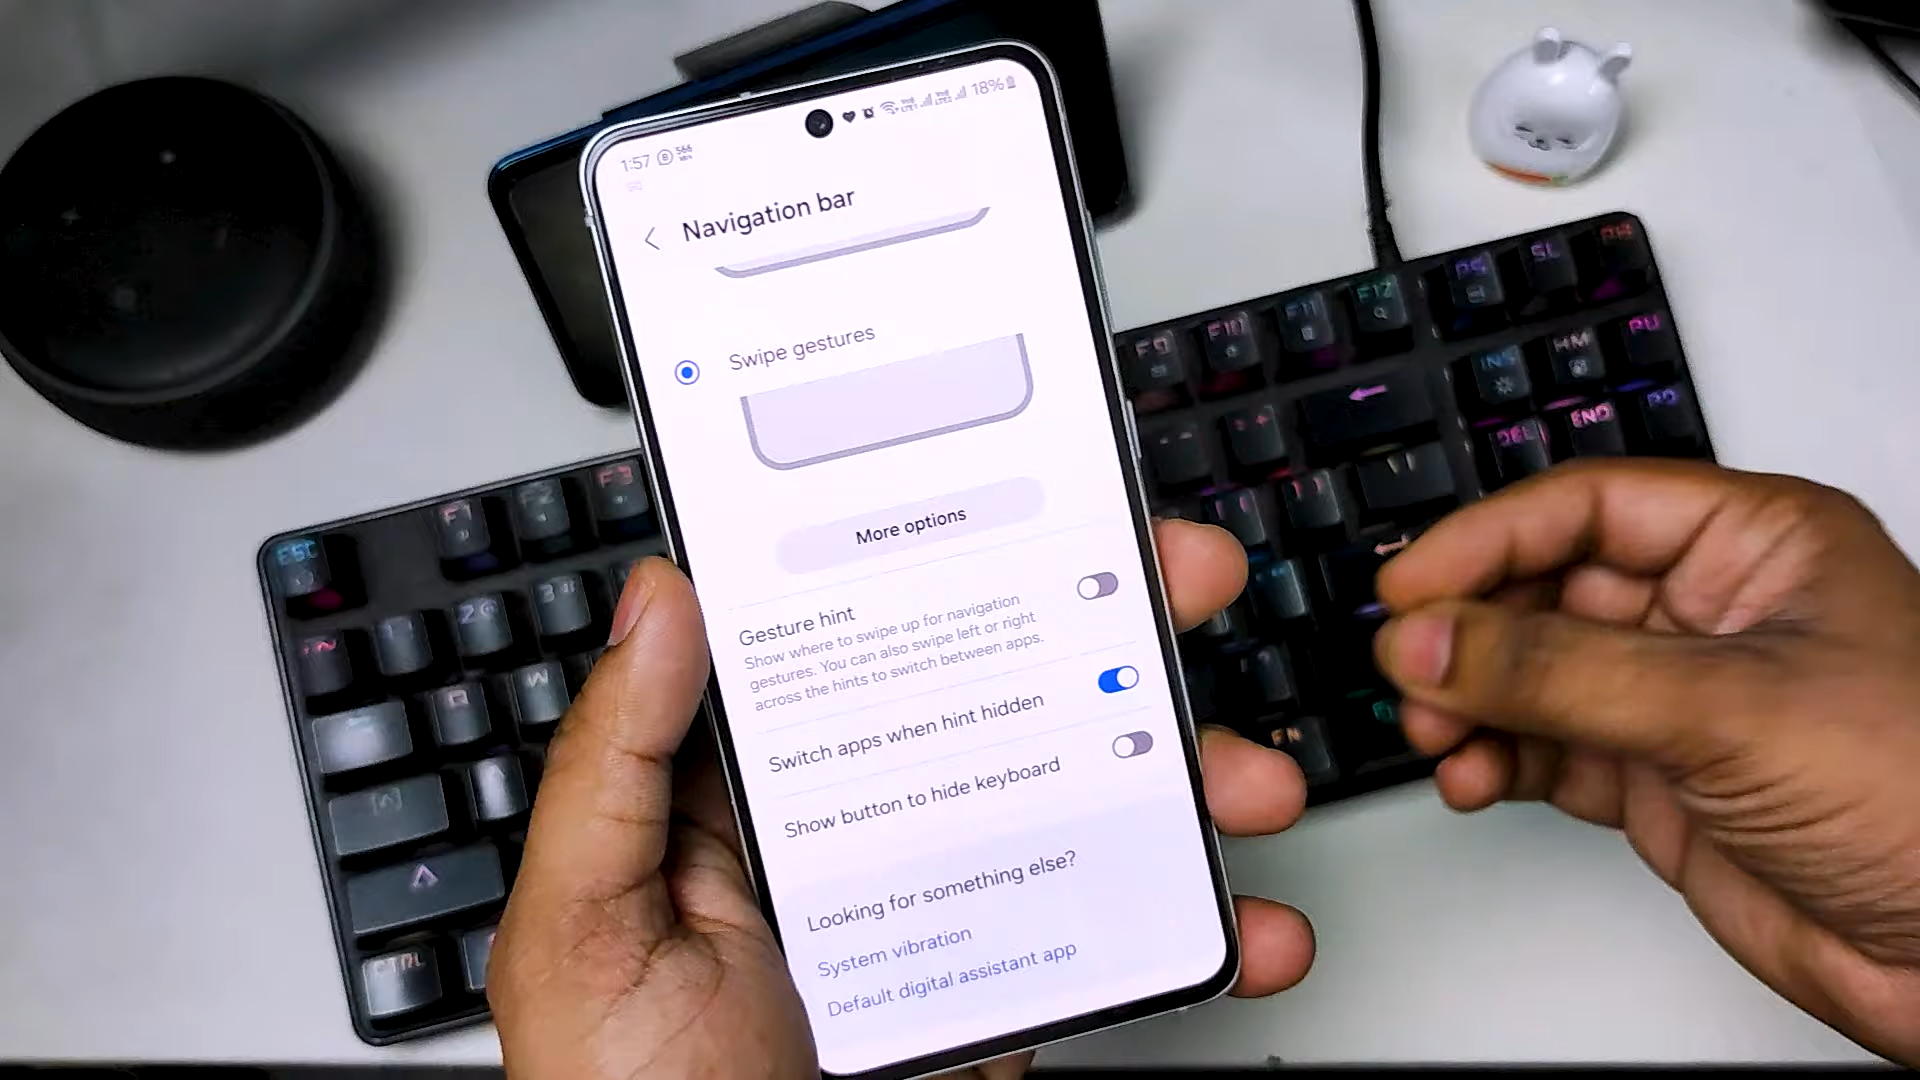 1:57
18%
Navigation bar
Swipe gestures
More options
Gesture hint
Show where to swipe up for navigation
gestures. You can also swipe left or right
across the hints to switch between apps.
Switch apps when hint hidden
Show button to hide keyboard
Looking for something else?
System vibration
Default digital assistant app
ESC
F1
F2
F3
F9
F10
F11
F12
PS
SL
INS
HM
PU
DEL
END
PD
FN
CTRL